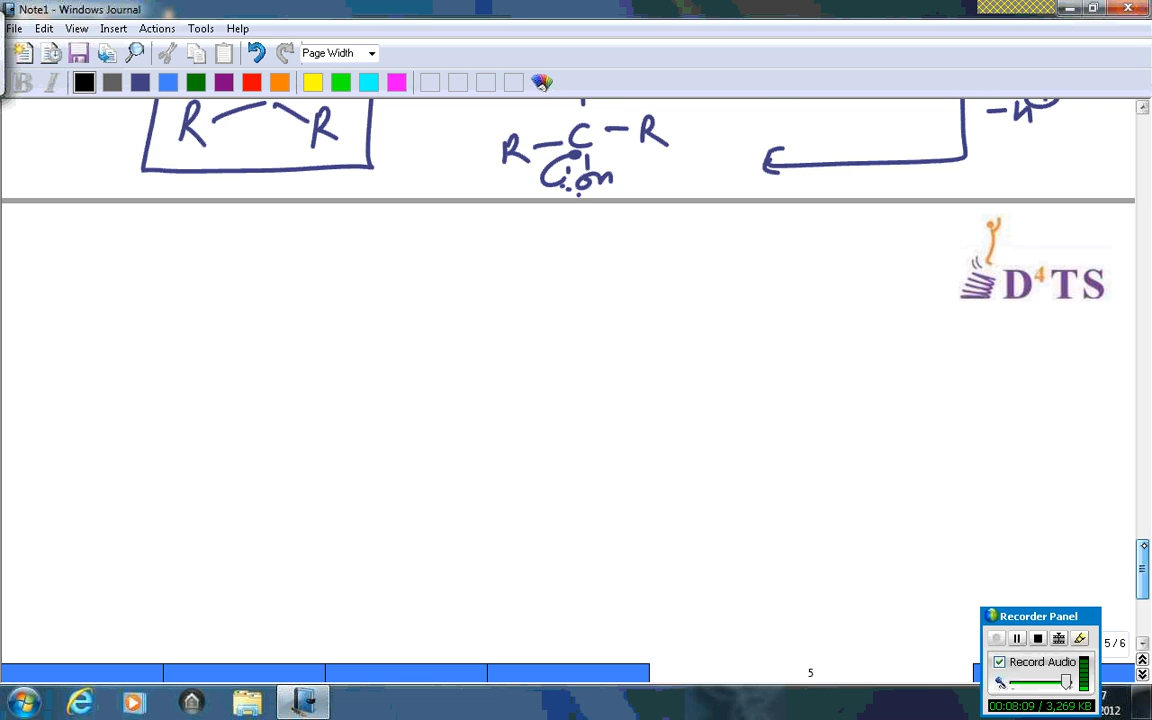 Note1 - Windows Journal
File Edit View Insert Actions Tools Help
Page Width
B I
R R
R - C - R
- H
D4TS
Recorder Panel
5 / 6
Record Audio
5
00:08:09 / 3,269 KB
7
2012